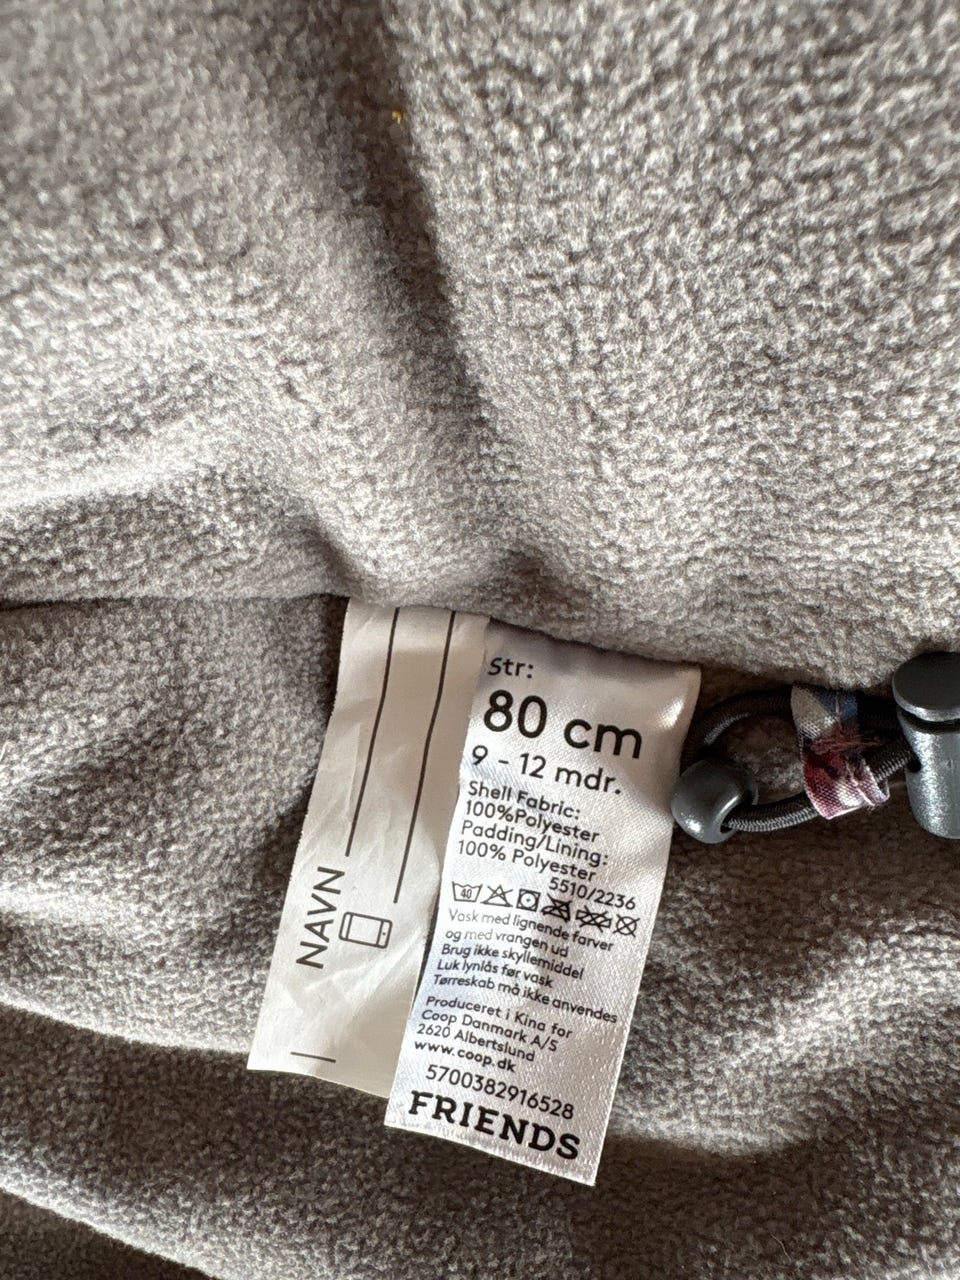 NAVN
Str:
80 cm
9 - 12 mdr.
Shell Fabric:
100%Polyester
Padding/Lining:
100% Polyester
5510/2236
40
Vask med lignende farver
og med vrangen ud
Brug ikke skyllemiddel
Luk lynlås før vask
Tørreskab må ikke anvendes
Produceret i Kina for
Coop Danmark A/S
2620 Albertslund
www.coop.dk
5700382916528
FRIENDS